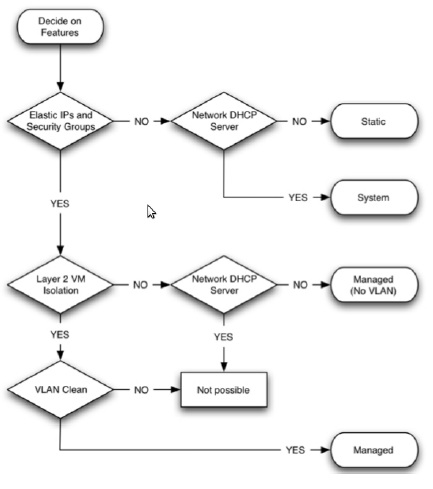 Decide on
Features
Elastic IPs and
Security Groups
NO
Network DHCP
Server
NO
Static
YES
System
YES
Layer 2 VM
Isolation
NO
Network DHCP
Server
NO
Managed
(No VLAN)
YES
YES
VLAN Clean
NO
Not possible
YES
Managed